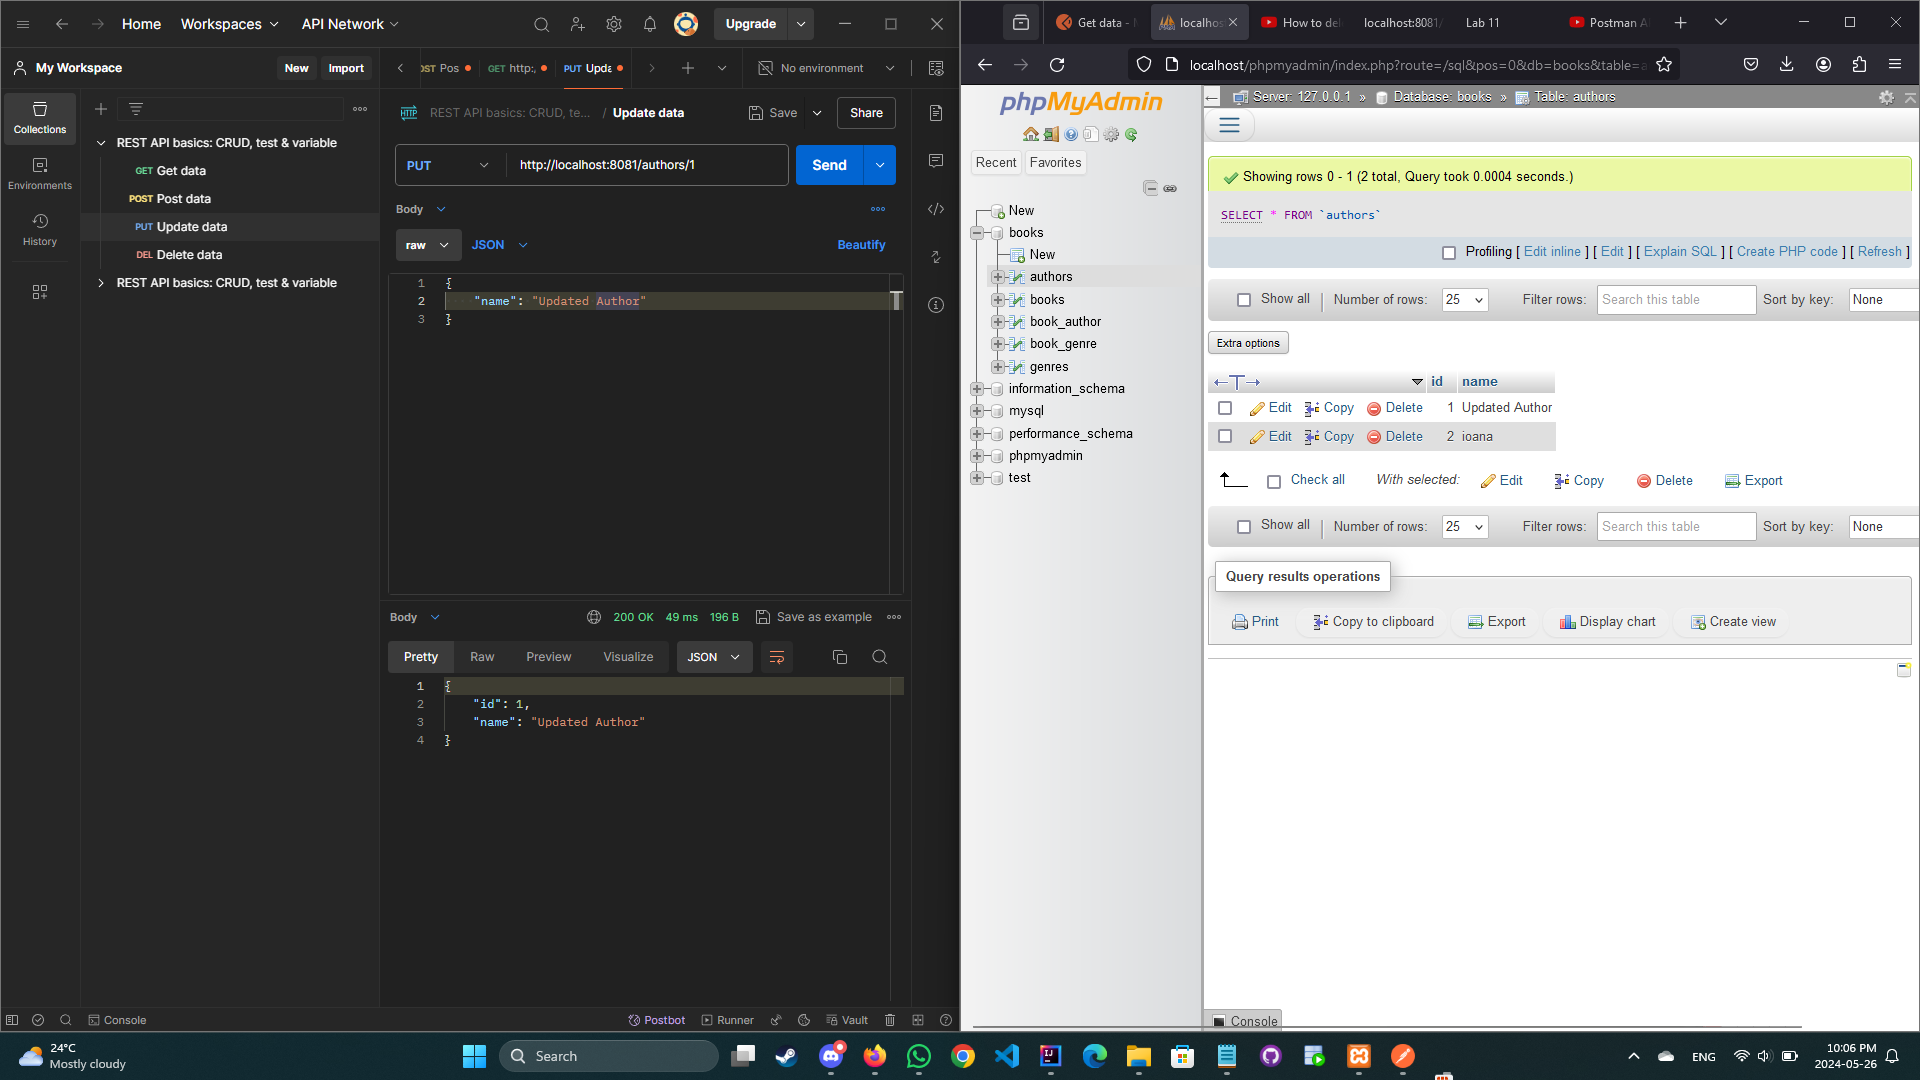 Home
Workspaces
API Network
Upgrade
My Workspace
New
Import
OST Pos
GET http:
PUT Upda
No environment
Collections
Environments
History
REST API basics: CRUD, test & variable
GET Get data
POST Post data
PUT Update data
DEL Delete data
REST API basics: CRUD, test & variable
HTTP
REST API basics: CRUD, te... / Update data
Save
Share
PUT
http://localhost:8081/authors/1
Send
Body
raw
JSON
Beautify
1 {
2 "name": "Updated Author"
3 }
Body
200 OK 49 ms 196 B
Save as example
Pretty
Raw
Preview
Visualize
JSON
1 {
2 "id": 1,
3 "name": "Updated Author"
4 }
Console
Postbot
Runner
Vault
Get data -
localhos
How to de
localhost:8081/
Lab 11
Postman A
localhost/phpmyadmin/index.php?route=/sql&pos=0&db=books&table=a
phpMyAdmin
Recent
Favorites
New
books
New
authors
books
book_author
book_genre
genres
information_schema
mysql
performance_schema
phpmyadmin
test
Server: 127.0.0.1 » Database: books » Table: authors
Showing rows 0 - 1 (2 total, Query took 0.0004 seconds.)
SELECT * FROM `authors`
Profiling [ Edit inline ] [ Edit ] [ Explain SQL ] [ Create PHP code ] [ Refresh ]
Show all
Number of rows:
25
Filter rows:
Search this table
Sort by key:
None
Extra options
id
name
Edit Copy Delete 1 Updated Author
Edit Copy Delete 2 ioana
Check all
With selected:
Edit
Copy
Delete
Export
Show all
Number of rows:
25
Filter rows:
Search this table
Sort by key:
None
Query results operations
Print
Copy to clipboard
Export
Display chart
Create view
Console
24°C
Mostly cloudy
Search
ENG
10:06 PM
2024-05-26